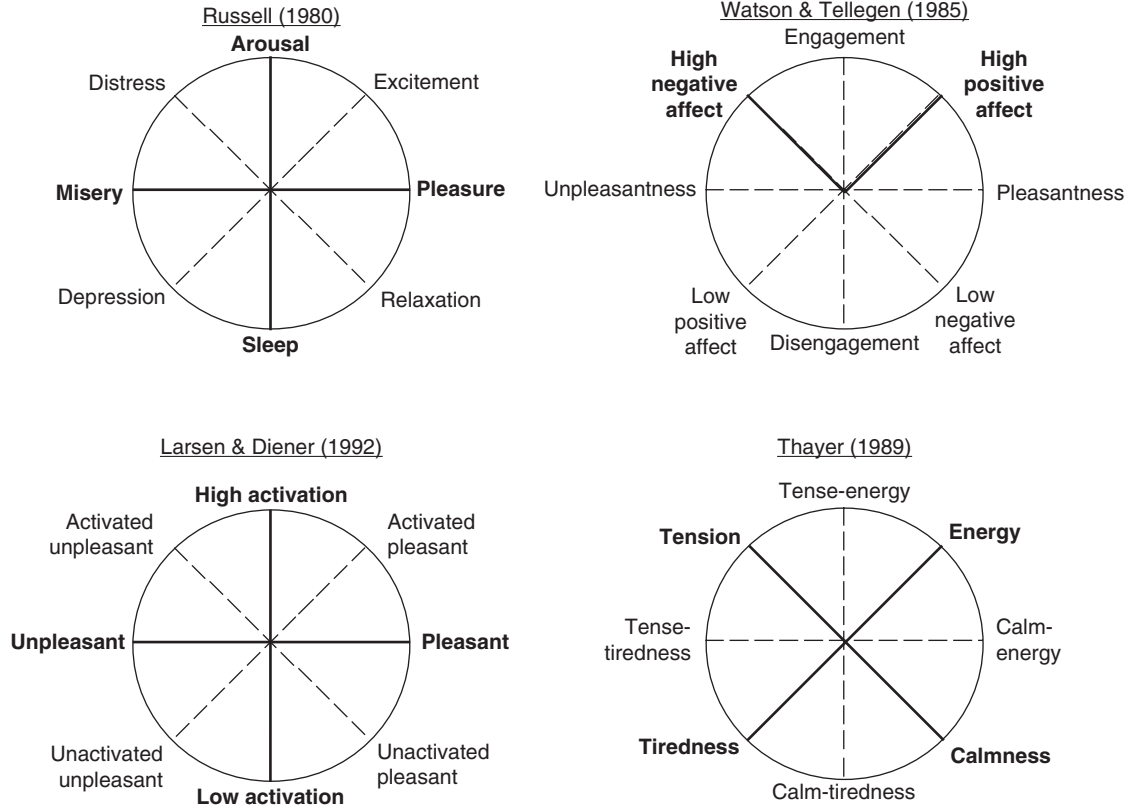 Russell (1980)
Arousal
Distress
Excitement
Misery
Pleasure
Depression
Relaxation
Sleep
Watson & Tellegen (1985)
Engagement
High
negative
affect
High
positive
affect
Unpleasantness
Pleasantness
Low
positive
affect
Low
negative
affect
Disengagement
Larsen & Diener (1992)
High activation
Activated
unpleasant
Activated
pleasant
Unpleasant
Pleasant
Unactivated
unpleasant
Unactivated
pleasant
Low activation
Thayer (1989)
Tense-energy
Tension
Energy
Tense-
tiredness
Calm-
energy
Tiredness
Calmness
Calm-tiredness